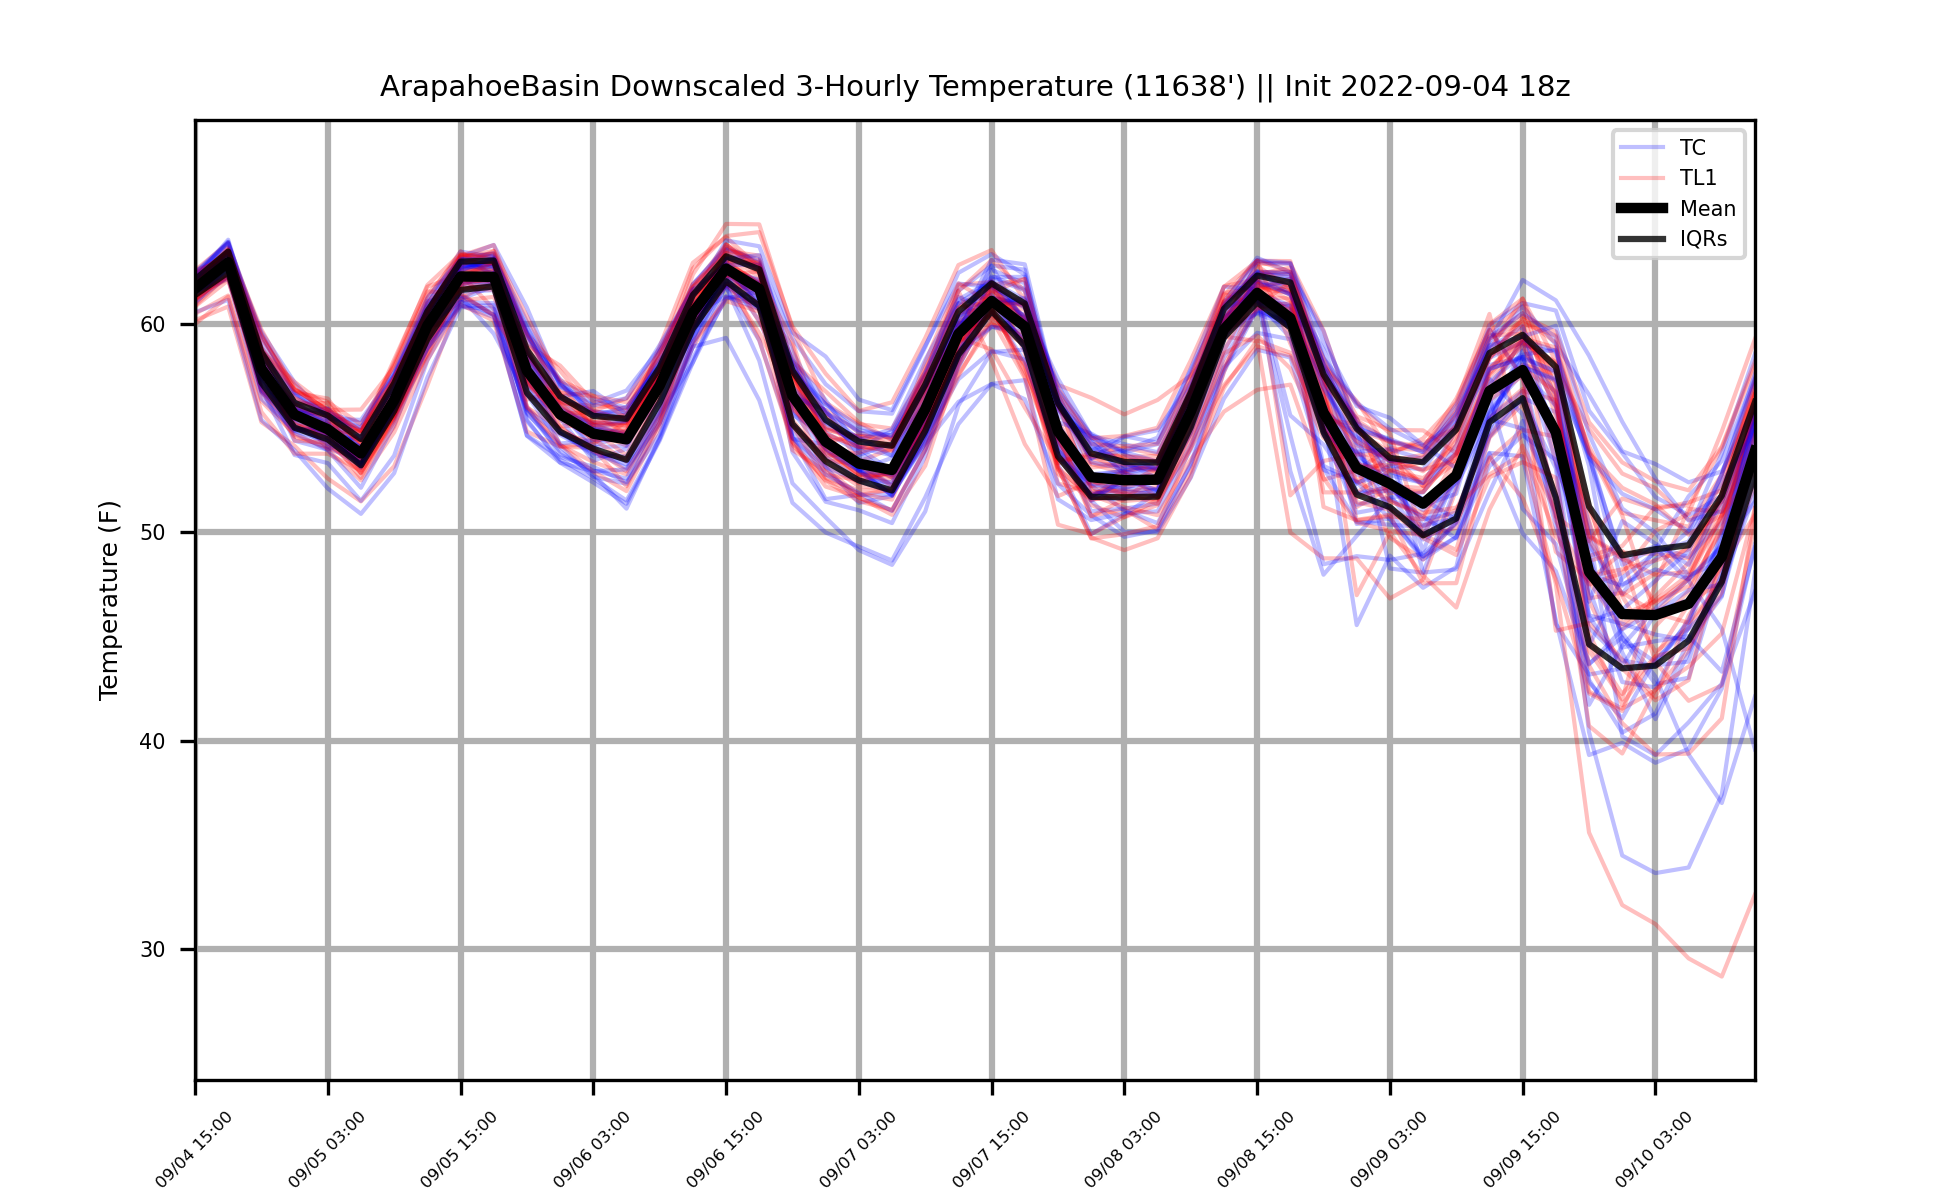 ArapahoeBasin Downscaled 3-Hourly Temperature (11638') || Init 2022-09-04 18z
TC
TL1
Mean
IQRs
Temperature (F)
60
50
40
30
09/04 15:00
09/05 03:00
09/05 15:00
09/06 03:00
09/06 15:00
09/07 03:00
09/07 15:00
09/08 03:00
09/08 15:00
09/09 03:00
09/09 15:00
09/10 03:00